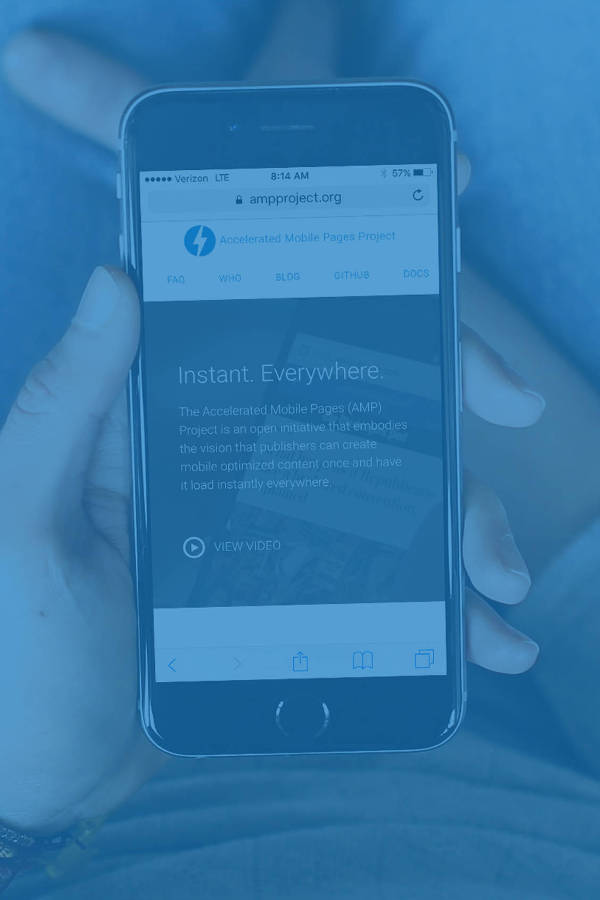 Verizon LTE 8:14 AM 57%
ampproject.org
Accelerated Mobile Pages Project
FAQ WHO BLOG GITHUB DOCS
Instant. Everywhere.
The Accelerated Mobile Pages (AMP)
Project is an open initiative that embodies
the vision that publishers can create
mobile optimized content once and have
it load instantly everywhere.
VIEW VIDEO